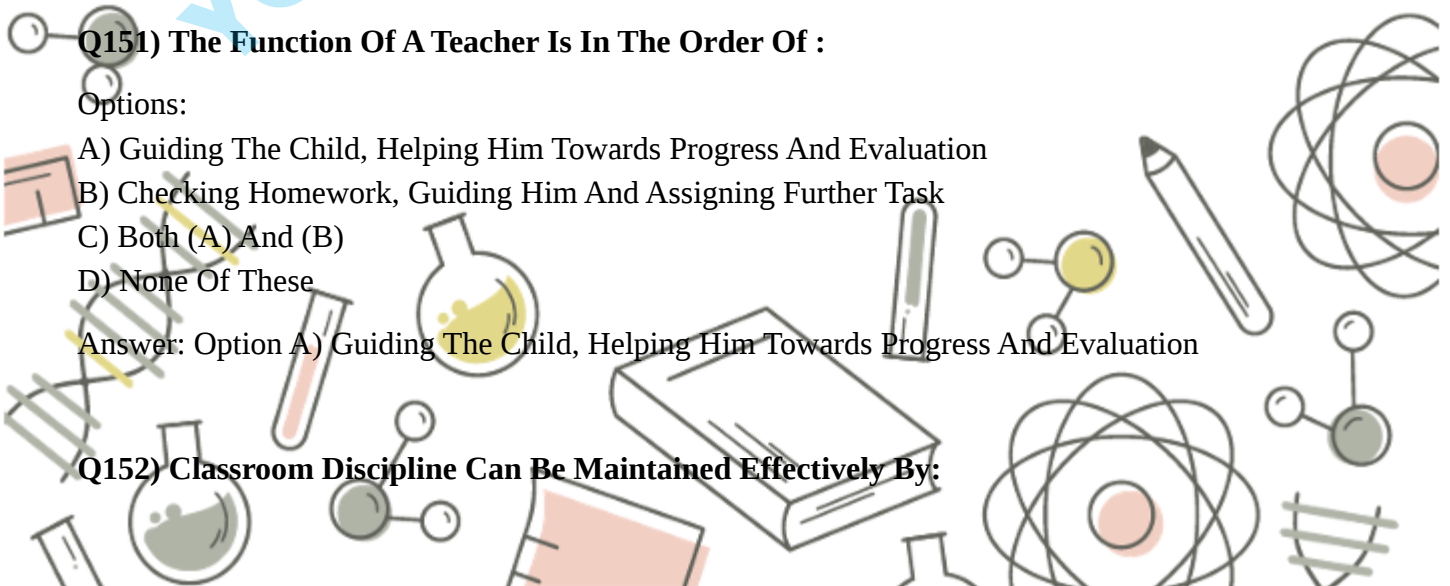 Q151) The Function Of A Teacher Is In The Order Of :
Options:
A) Guiding The Child, Helping Him Towards Progress And Evaluation
B) Checking Homework, Guiding Him And Assigning Further Task
C) Both (A) And (B)
D) None Of These
Answer: Option A) Guiding The Child, Helping Him Towards Progress And Evaluation
Q152) Classroom Discipline Can Be Maintained Effectively By: